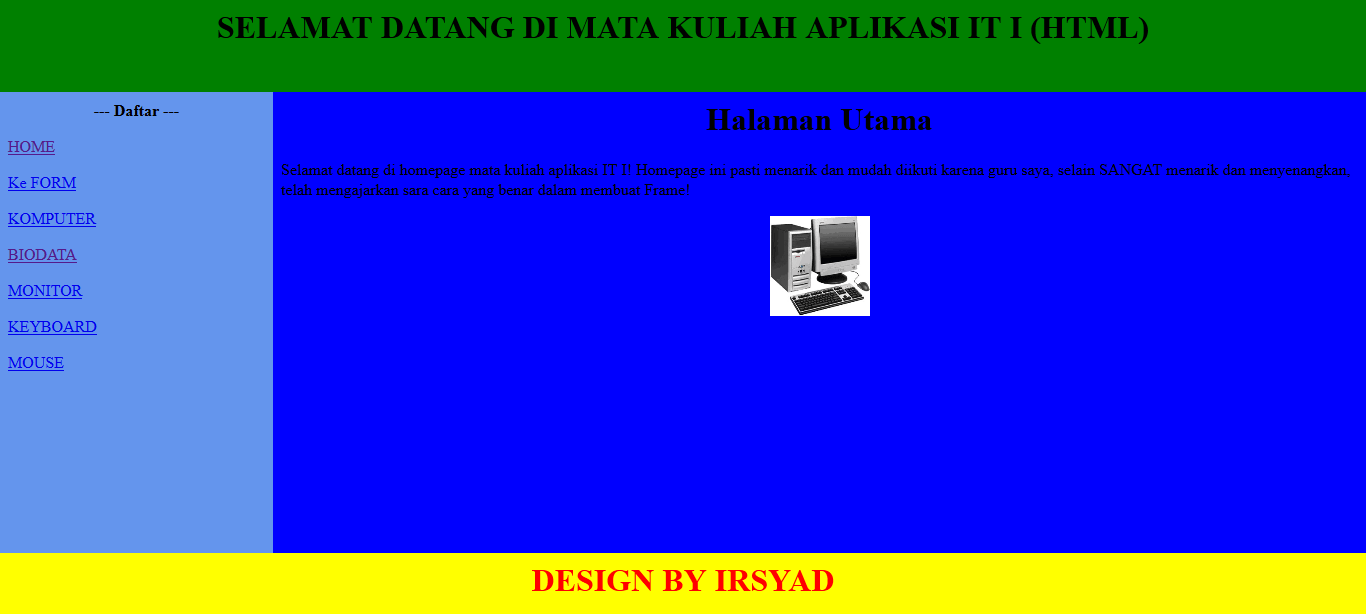 SELAMAT DATANG DI MATA KULIAH APLIKASI IT I (HTML)
--- Daftar ---
HOME
Ke FORM
KOMPUTER
BIODATA
MONITOR
KEYBOARD
MOUSE
Halaman Utama
Selamat datang di homepage mata kuliah aplikasi IT I! Homepage ini pasti menarik dan mudah diikuti karena guru saya, selain SANGAT menarik dan menyenangkan,
telah mengajarkan sara cara yang benar dalam membuat Frame!
DESIGN BY IRSYAD